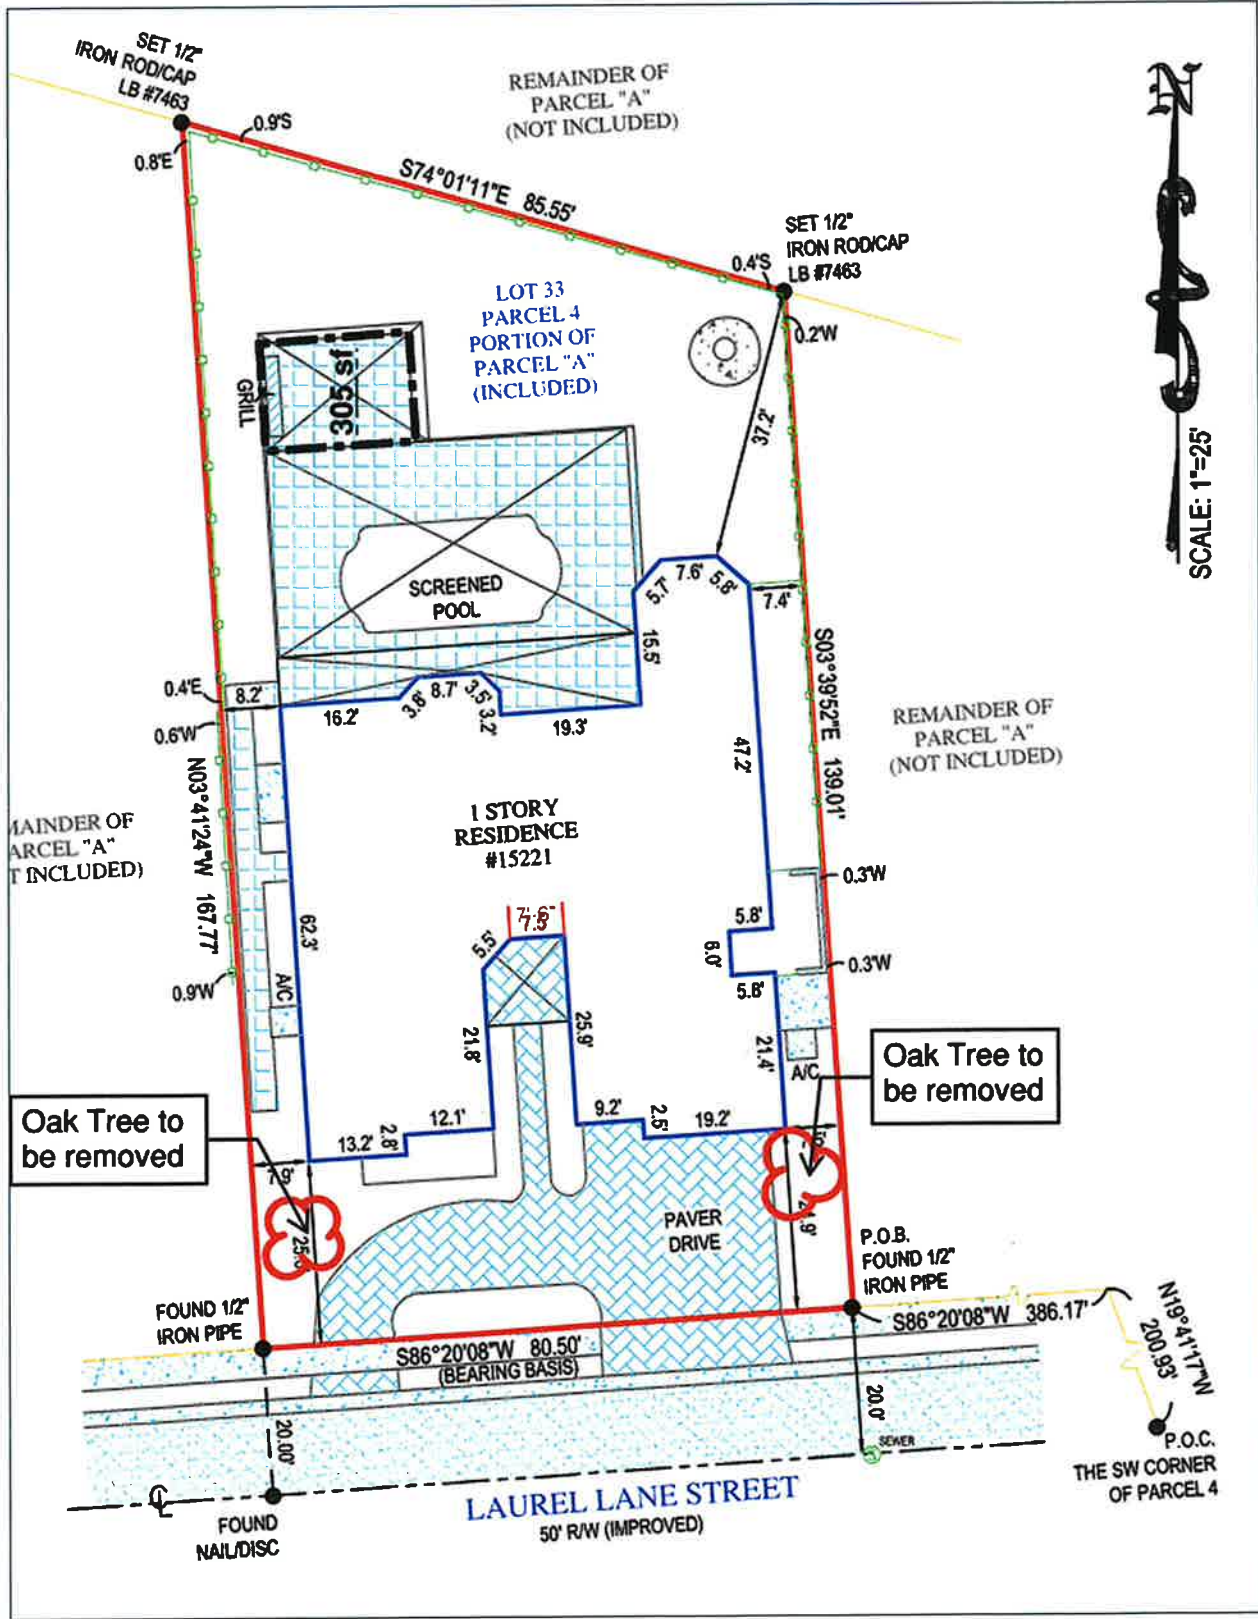 SET 1/2"
IRON ROD/CAP
LB #7463
REMAINDER OF
PARCEL "A"
(NOT INCLUDED)
0.9'S
0.8'E
S74°01'11"E 85.55'
SET 1/2"
IRON ROD/CAP
LB #7463
0.4'S
0.2'W
N
SCALE: 1"=25'
LOT 33
PARCEL 4
PORTION OF
PARCEL "A"
(INCLUDED)
305 sf
GRILL
37.2'
SCREENED
POOL
5.7'
7.6'
5.8'
7.4'
15.5'
S03°39'52"E 139.01'
0.4'E
8.2'
0.6'W
16.2'
3.8'
8.7'
3.5'
3.2'
19.3'
47.2'
REMAINDER OF
PARCEL "A"
(NOT INCLUDED)
N03°41'24"W 167.77'
MAINDER OF
ARCEL "A"
T INCLUDED)
1 STORY
RESIDENCE
#15221
62.3'
5.5'
5.8'
6.0'
5.8'
0.3'W
0.3'W
0.9'W
A/C
21.8'
25.9'
21.4'
A/C
Oak Tree to
be removed
Oak Tree to
be removed
13.2'
2.8'
12.1'
9.2'
2.5'
19.2'
7.9'
PAVER
DRIVE
P.O.B.
FOUND 1/2"
IRON PIPE
FOUND 1/2"
IRON PIPE
S86°20'08"W 80.50'
(BEARING BASIS)
S86°20'08"W 386.17'
N19°41'17"W
200.93'
20.00'
20.0'
SEWER
P.O.C.
THE SW CORNER
OF PARCEL 4
LAUREL LANE STREET
50' R/W (IMPROVED)
CL
FOUND
NAIL/DISC